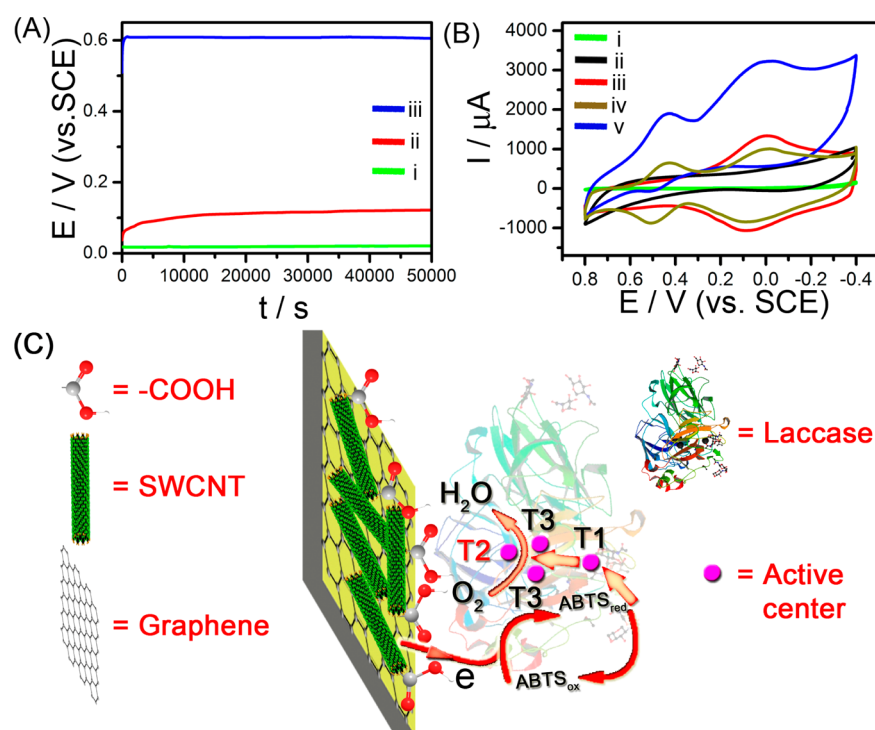 (A)
E / V (vs.SCE)
0.6
0.4
0.2
0.0
iii
ii
i
0
10000
20000
30000
40000
50000
t / s
(B)
I / μA
4000
3000
2000
1000
0
-1000
i
ii
iii
iv
v
0.8
0.6
0.4
0.2
0.0
-0.2
-0.4
E / V (vs. SCE)
(C)
= -COOH
= SWCNT
= Graphene
H2O
T3
T2
T1
O2
T3
ABTSred
e
ABTSox
= Laccase
= Active
center